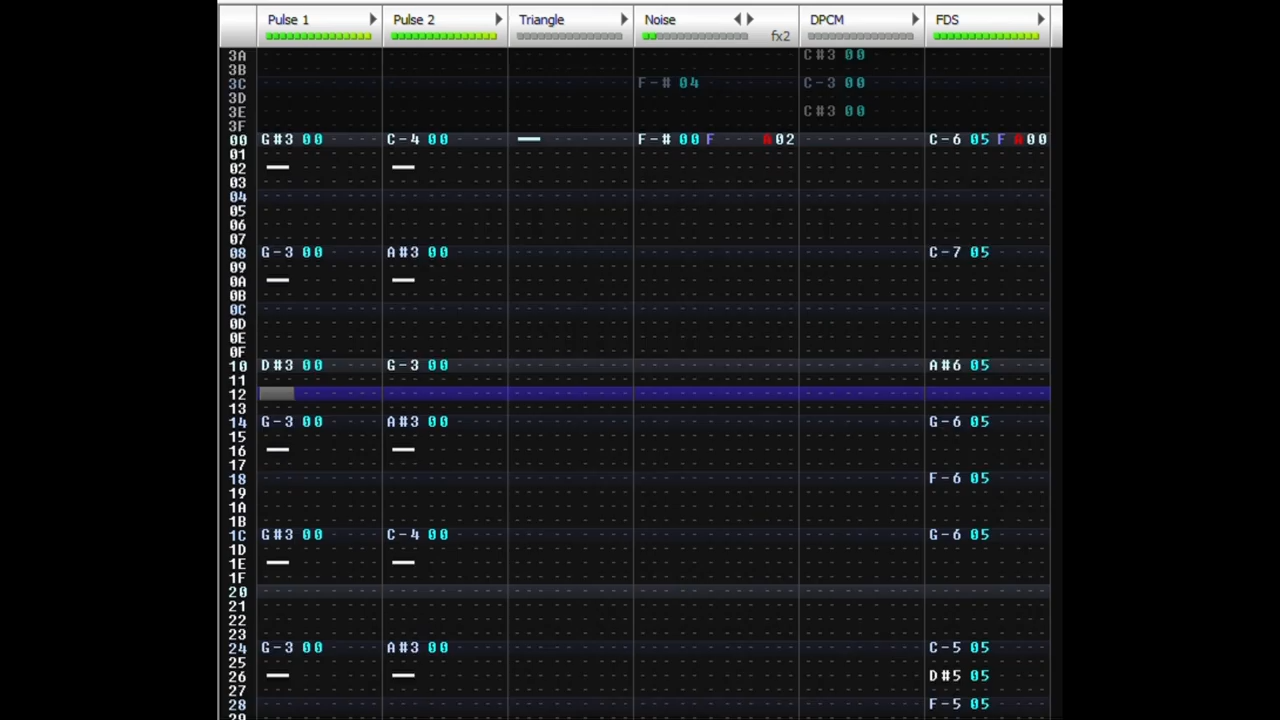 Pulse 1 Pulse 2 Triangle Noise DPCM FDS
fx2
3A C#3 00
3B
3C F-# 04 C-3 00
3D
3E C#3 00
3F
00 G#3 00 C-4 00 F-# 00 F A02 C-6 05 F A00
01
02
03
04
05
06
07
08 G-3 00 A#3 00 C-7 05
09
0A
0B
0C
0D
0E
0F
10 D#3 00 G-3 00 A#6 05
11
12
13
14 G-3 00 A#3 00 G-6 05
15
16
17
18 F-6 05
19
1A
1B
1C G#3 00 C-4 00 G-6 05
1D
1E
1F
20
21
22
23
24 G-3 00 A#3 00 C-5 05
25
26 D#5 05
27
28 F-5 05
29